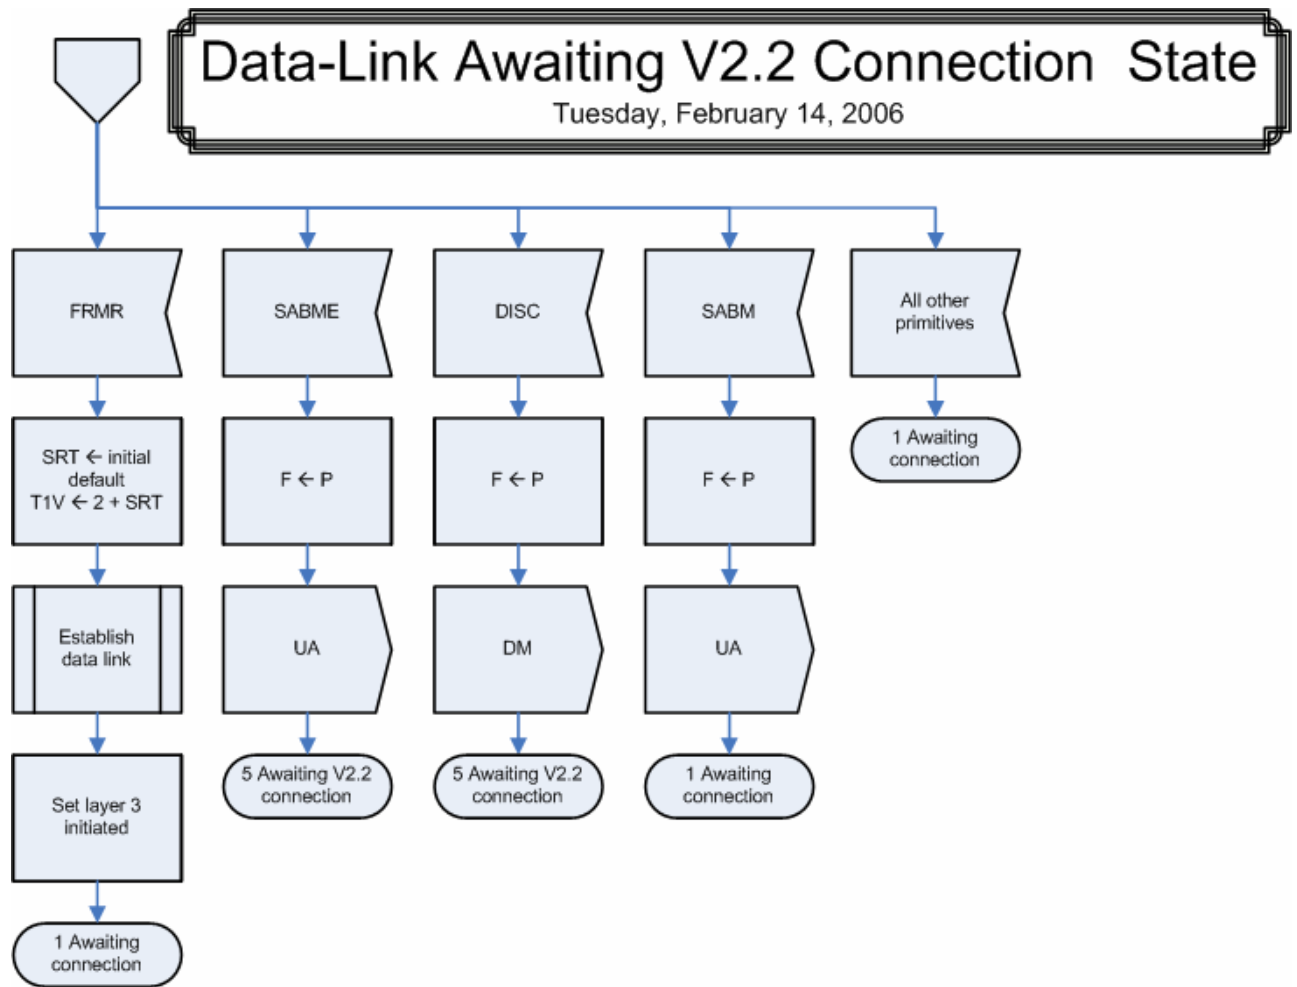 Data-Link Awaiting V2.2 Connection State
Tuesday, February 14, 2006
FRMR
SABME
DISC
SABM
All other
primitives
SRT ← initial
default
T1V ← 2 + SRT
F ← P
F ← P
F ← P
1 Awaiting
connection
Establish
data link
UA
DM
UA
Set layer 3
initiated
5 Awaiting V2.2
connection
5 Awaiting V2.2
connection
1 Awaiting
connection
1 Awaiting
connection